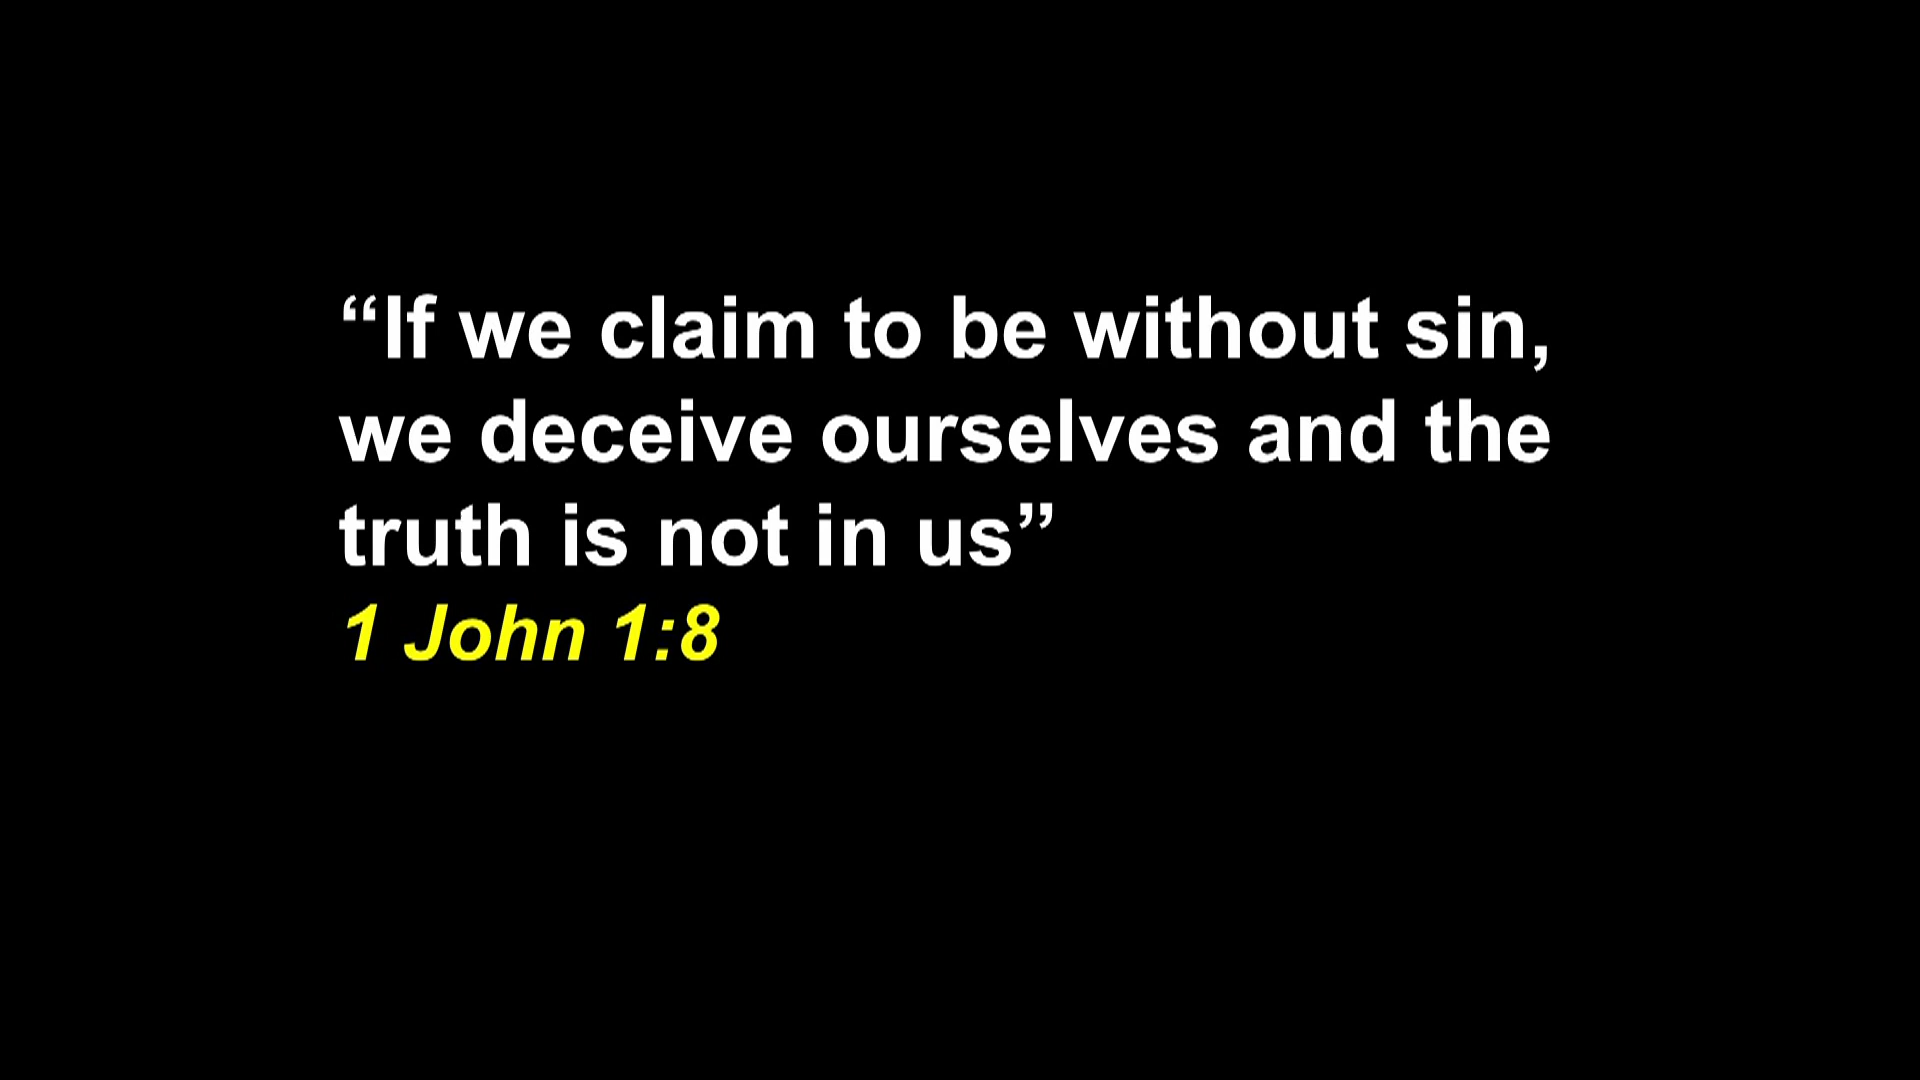 “If we claim to be without sin,
we deceive ourselves and the
truth is not in us”
1 John 1:8